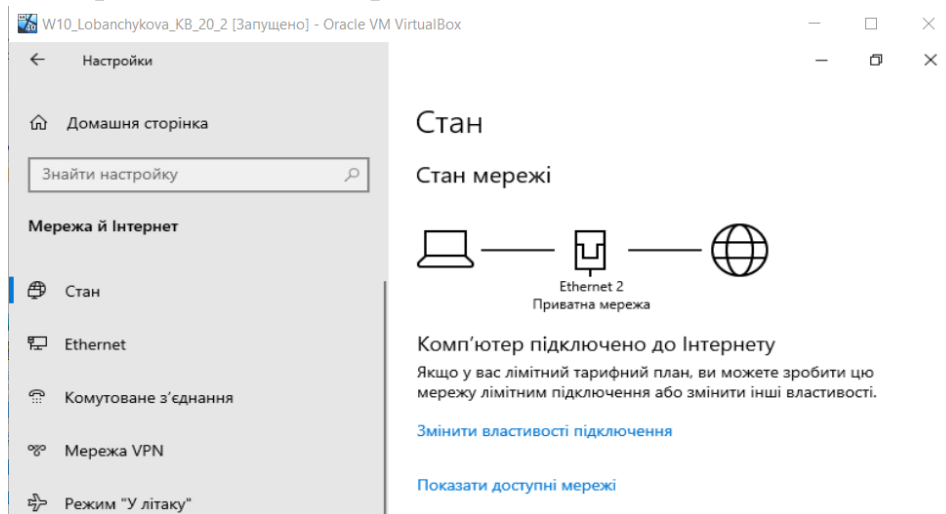 W10_Lobanchykova_KB_20_2 [Запущено] - Oracle VM VirtualBox
Настройки
Домашня сторінка
Знайти настройку
Мережа й Інтернет
Стан
Ethernet
Комутоване з’єднання
Мережа VPN
Режим "У літаку"
Стан
Стан мережі
Ethernet 2
Приватна мережа
Комп’ютер підключено до Інтернету
Якщо у вас лімітний тарифний план, ви можете зробити цю
мережу лімітним підключення або змінити інші властивості.
Змінити властивості підключення
Показати доступні мережі